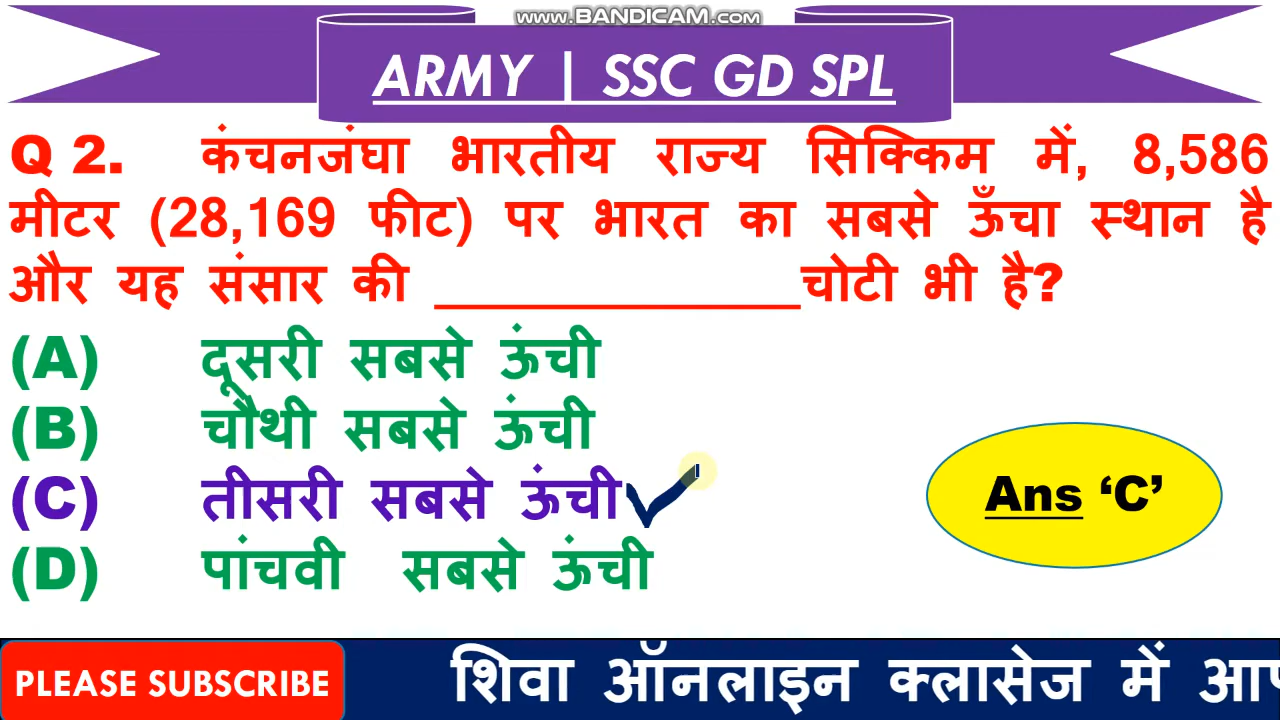 www.BANDICAM.com
ARMY | SSC GD SPL
Q 2. कंचनजंघा भारतीय राज्य सिक्किम में, 8,586
मीटर (28,169 फीट) पर भारत का सबसे ऊँचा स्थान है
और यह संसार की ______________चोटी भी है?
(A) दूसरी सबसे ऊंची
(B) चौथी सबसे ऊंची
(C) तीसरी सबसे ऊंची
(D) पांचवी सबसे ऊंची
Ans ‘C’
PLEASE SUBSCRIBE
शिवा ऑनलाइन क्लासेज में